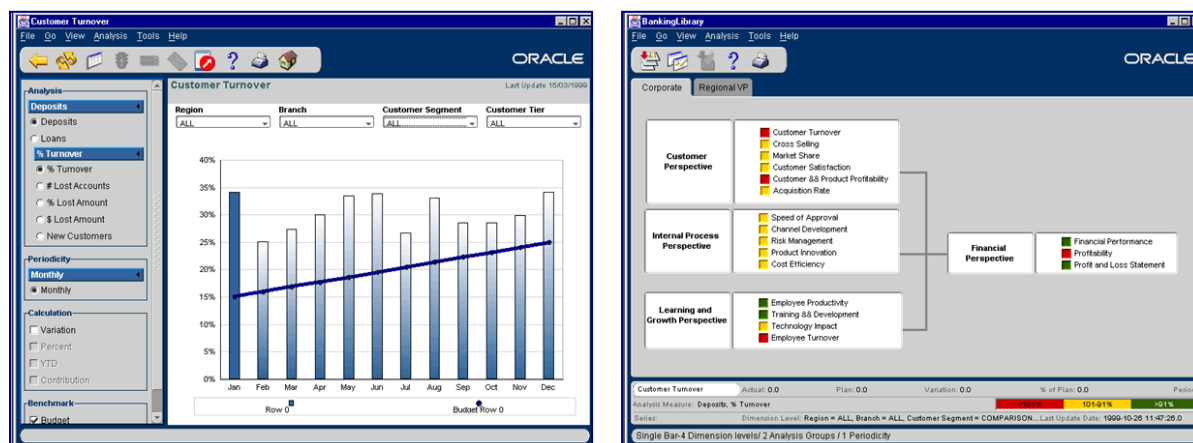 Customer Turnover
File Go View Analysis Tools Help
ORACLE
Analysis
Deposits
Deposits
Loans
% Turnover
% Turnover
# Lost Accounts
% Lost Amount
$ Lost Amount
New Customers
Periodicity
Monthly
Monthly
Calculation
Variation
Percent
YTD
Contribution
Benchmark
Budget
Customer Turnover Last Update 15/03/1999
Region Branch Customer Segment Customer Tier
ALL ALL ALL ALL
40%
35%
30%
25%
20%
15%
10%
5%
0%
Jan Feb Mar Apr May Jun Jul Aug Sep Oct Nov Dec
Row 0 Budget Row 0
BankingLibrary
File Go View Analysis Tools Help
ORACLE
Corporate Regional VP
Customer Perspective
Customer Turnover
Cross Selling
Market Share
Customer Satisfaction
Customer && Product Profitability
Acquisition Rate
Internal Process Perspective
Speed of Approval
Channel Development
Risk Management
Product Innovation
Cost Efficiency
Learning and Growth Perspective
Employee Productivity
Training && Development
Technology Impact
Employee Turnover
Financial Perspective
Financial Performance
Profitability
Profit and Loss Statement
Customer Turnover Actual: 0.0 Plan: 0.0 Variation: 0.0 % of Plan: 0.0 Perio
Analysis Measure: Deposits, % Turnover 101-91% >91%
Series: Dimension Level: Region = ALL, Branch = ALL, Customer Segment = COMPARISON... Last Update Date: 1999-10-26 11:47:26.0
Single Bar-4 Dimension levels/ 2 Analysis Groups / 1 Periodicity